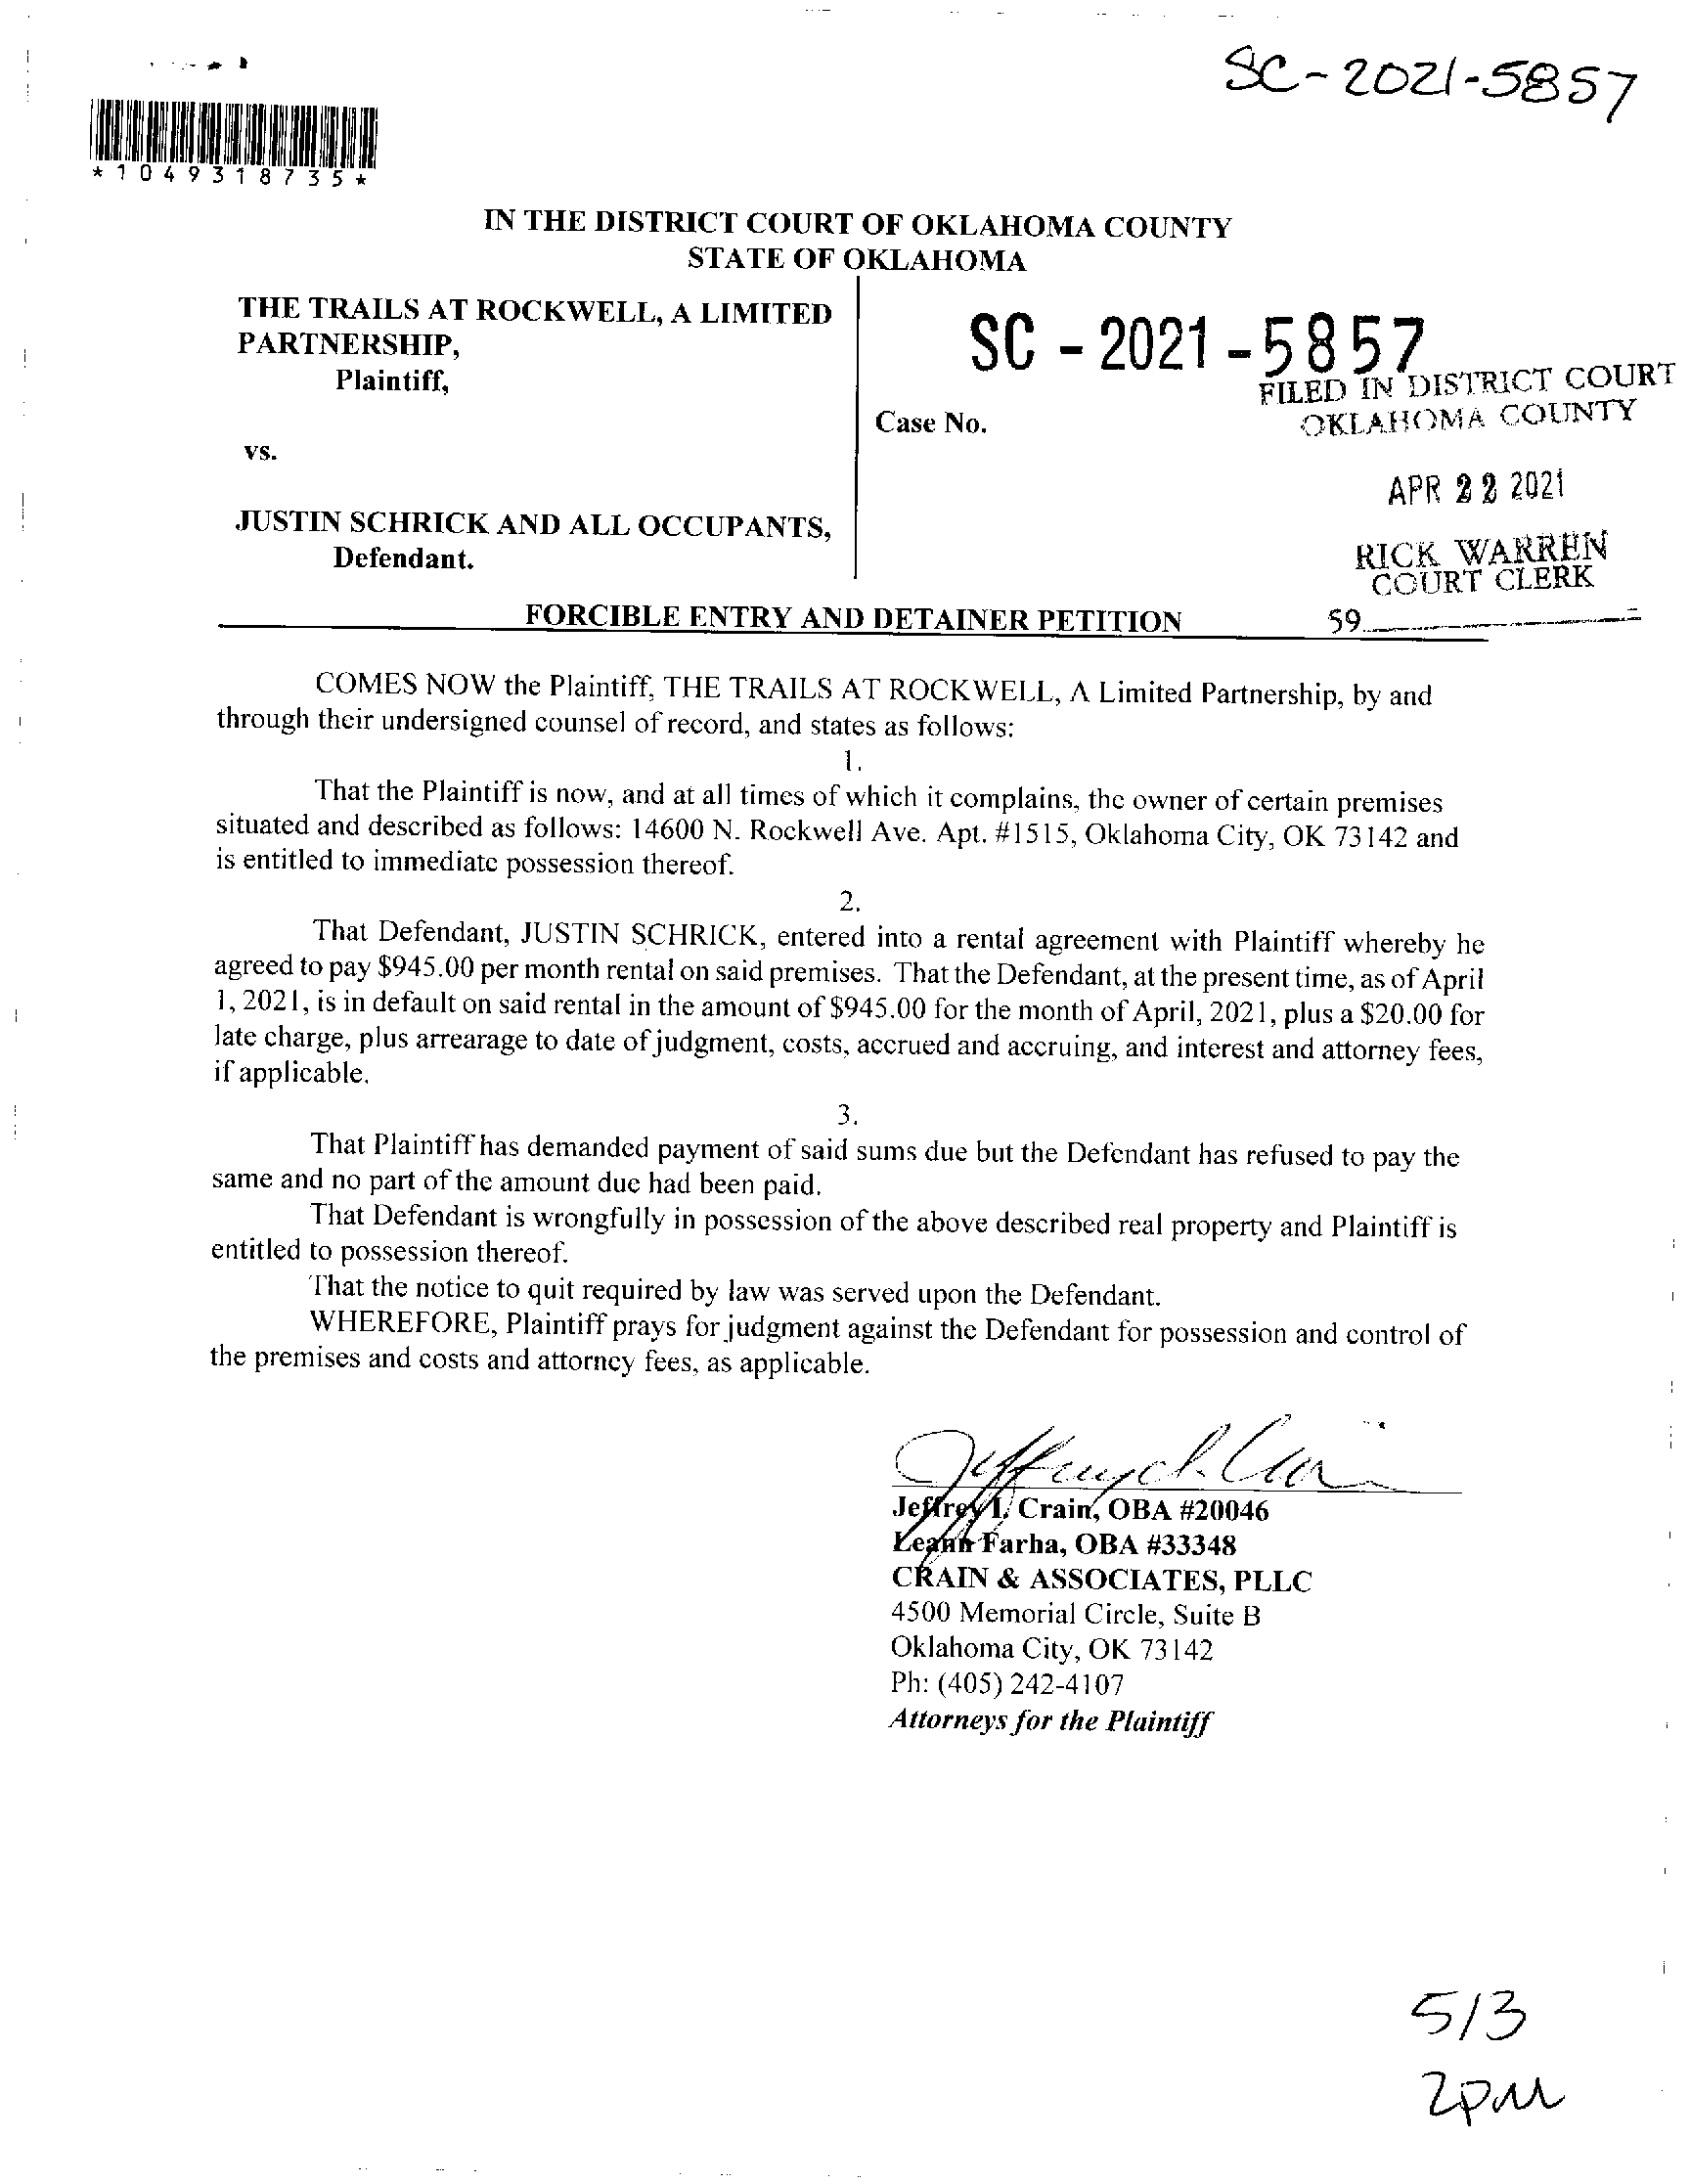 SC-2021-5857
*1049318735*
IN THE DISTRICT COURT OF OKLAHOMA COUNTY
STATE OF OKLAHOMA
THE TRAILS AT ROCKWELL, A LIMITED
PARTNERSHIP,
Plaintiff,
vs.
JUSTIN SCHRICK AND ALL OCCUPANTS,
Defendant.
SC - 2021 - 5857
FILED IN DISTRICT COURT
OKLAHOMA COUNTY
Case No.
APR 22 2021
RICK WARREN
COURT CLERK
59
FORCIBLE ENTRY AND DETAINER PETITION
COMES NOW the Plaintiff, THE TRAILS AT ROCKWELL, A Limited Partnership, by and
through their undersigned counsel of record, and states as follows:
1.
That the Plaintiff is now, and at all times of which it complains, the owner of certain premises
situated and described as follows: 14600 N. Rockwell Ave. Apt. #1515, Oklahoma City, OK 73142 and
is entitled to immediate possession thereof.
2.
That Defendant, JUSTIN SCHRICK, entered into a rental agreement with Plaintiff whereby he
agreed to pay $945.00 per month rental on said premises. That the Defendant, at the present time, as of April
1, 2021, is in default on said rental in the amount of $945.00 for the month of April, 2021, plus a $20.00 for
late charge, plus arrearage to date of judgment, costs, accrued and accruing, and interest and attorney fees,
if applicable.
3.
That Plaintiff has demanded payment of said sums due but the Defendant has refused to pay the
same and no part of the amount due had been paid.
That Defendant is wrongfully in possession of the above described real property and Plaintiff is
entitled to possession thereof.
That the notice to quit required by law was served upon the Defendant.
WHEREFORE, Plaintiff prays for judgment against the Defendant for possession and control of
the premises and costs and attorney fees, as applicable.
Jeffrey I. Crain, OBA #20046
Leann Farha, OBA #33348
CRAIN & ASSOCIATES, PLLC
4500 Memorial Circle, Suite B
Oklahoma City, OK 73142
Ph: (405) 242-4107
Attorneys for the Plaintiff
5/3
2pm